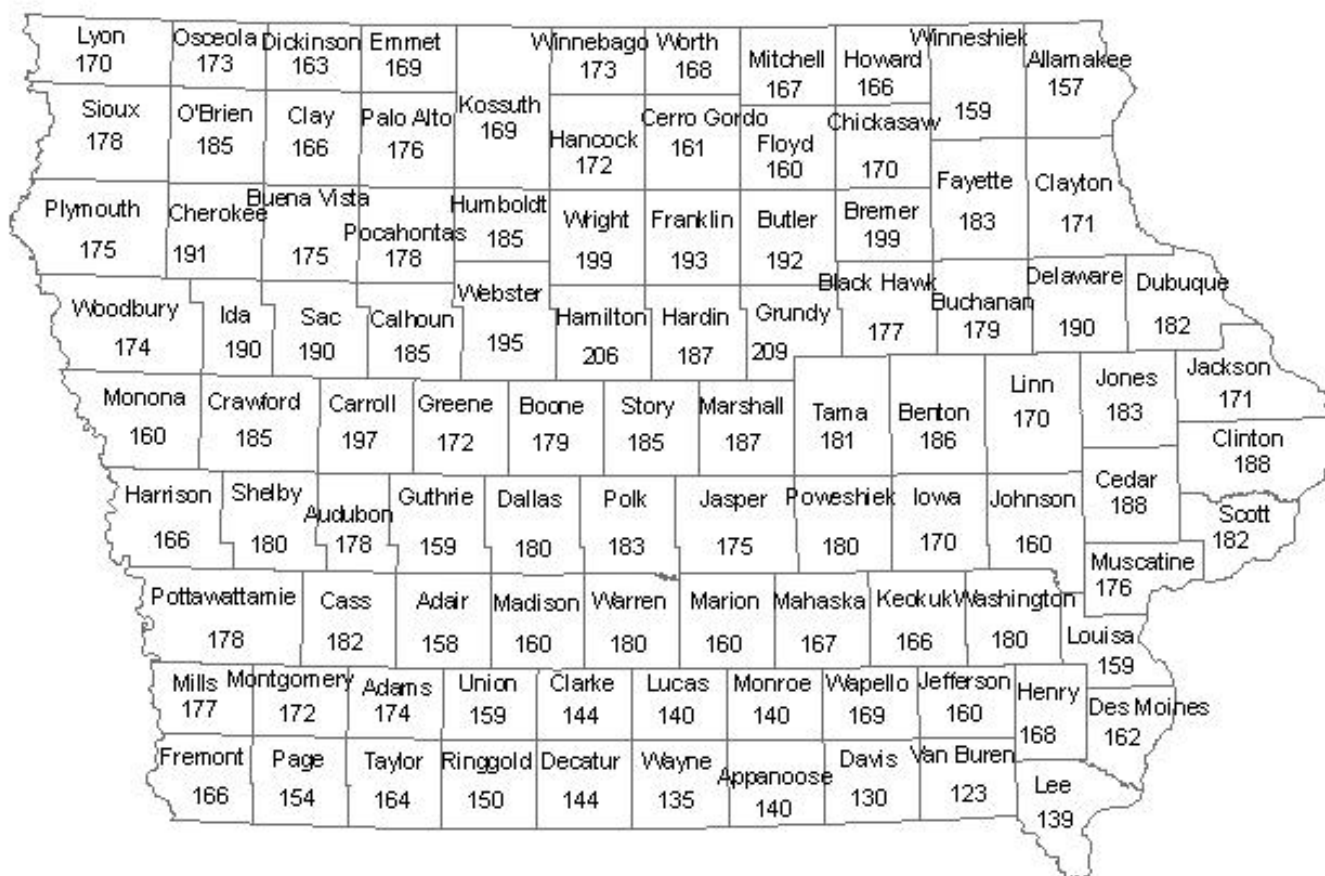 Lyon
170
Osceola
173
Dickinson
163
Emmet
169
Kossuth
169
Winnebago
173
Worth
168
Mitchell
167
Howard
166
Winneshiek
159
Allamakee
157
Sioux
178
O'Brien
185
Clay
166
Palo Alto
176
Hancock
172
Cerro Gordo
161
Floyd
160
Chickasaw
170
Fayette
183
Clayton
171
Plymouth
175
Cherokee
191
Buena Vista
175
Pocahontas
178
Humboldt
185
Wright
199
Franklin
193
Butler
192
Bremer
199
Woodbury
174
Ida
190
Sac
190
Calhoun
185
Webster
195
Hamilton
206
Hardin
187
Grundy
209
Black Hawk
177
Buchanan
179
Delaware
190
Dubuque
182
Monona
160
Crawford
185
Carroll
197
Greene
172
Boone
179
Story
185
Marshall
187
Tama
181
Benton
186
Linn
170
Jones
183
Jackson
171
Clinton
188
Harrison
166
Shelby
180
Audubon
178
Guthrie
159
Dallas
180
Polk
183
Jasper
175
Poweshiek
180
Iowa
170
Johnson
160
Cedar
188
Scott
182
Muscatine
176
Pottawattamie
178
Cass
182
Adair
158
Madison
160
Warren
180
Marion
160
Mahaska
167
Keokuk
166
Washington
180
Louisa
159
Mills
177
Montgomery
172
Adams
174
Union
159
Clarke
144
Lucas
140
Monroe
140
Wapello
169
Jefferson
160
Henry
168
Des Moines
162
Fremont
166
Page
154
Taylor
164
Ringgold
150
Decatur
144
Wayne
135
Appanoose
140
Davis
130
Van Buren
123
Lee
139